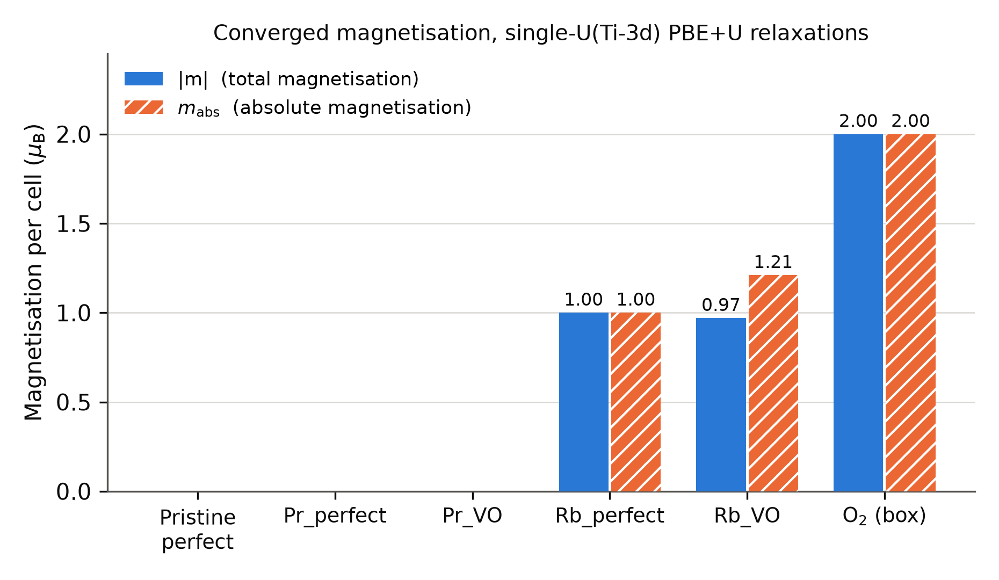 Converged magnetisation, single-U(Ti-3d) PBE+U relaxations
|m| (total magnetisation)
m_abs (absolute magnetisation)
Magnetisation per cell (μ_B)
2.0
1.5
1.0
0.5
0.0
1.00 1.00
0.97
1.21
2.00 2.00
Pristine
perfect
Pr_perfect
Pr_VO
Rb_perfect
Rb_VO
O₂ (box)